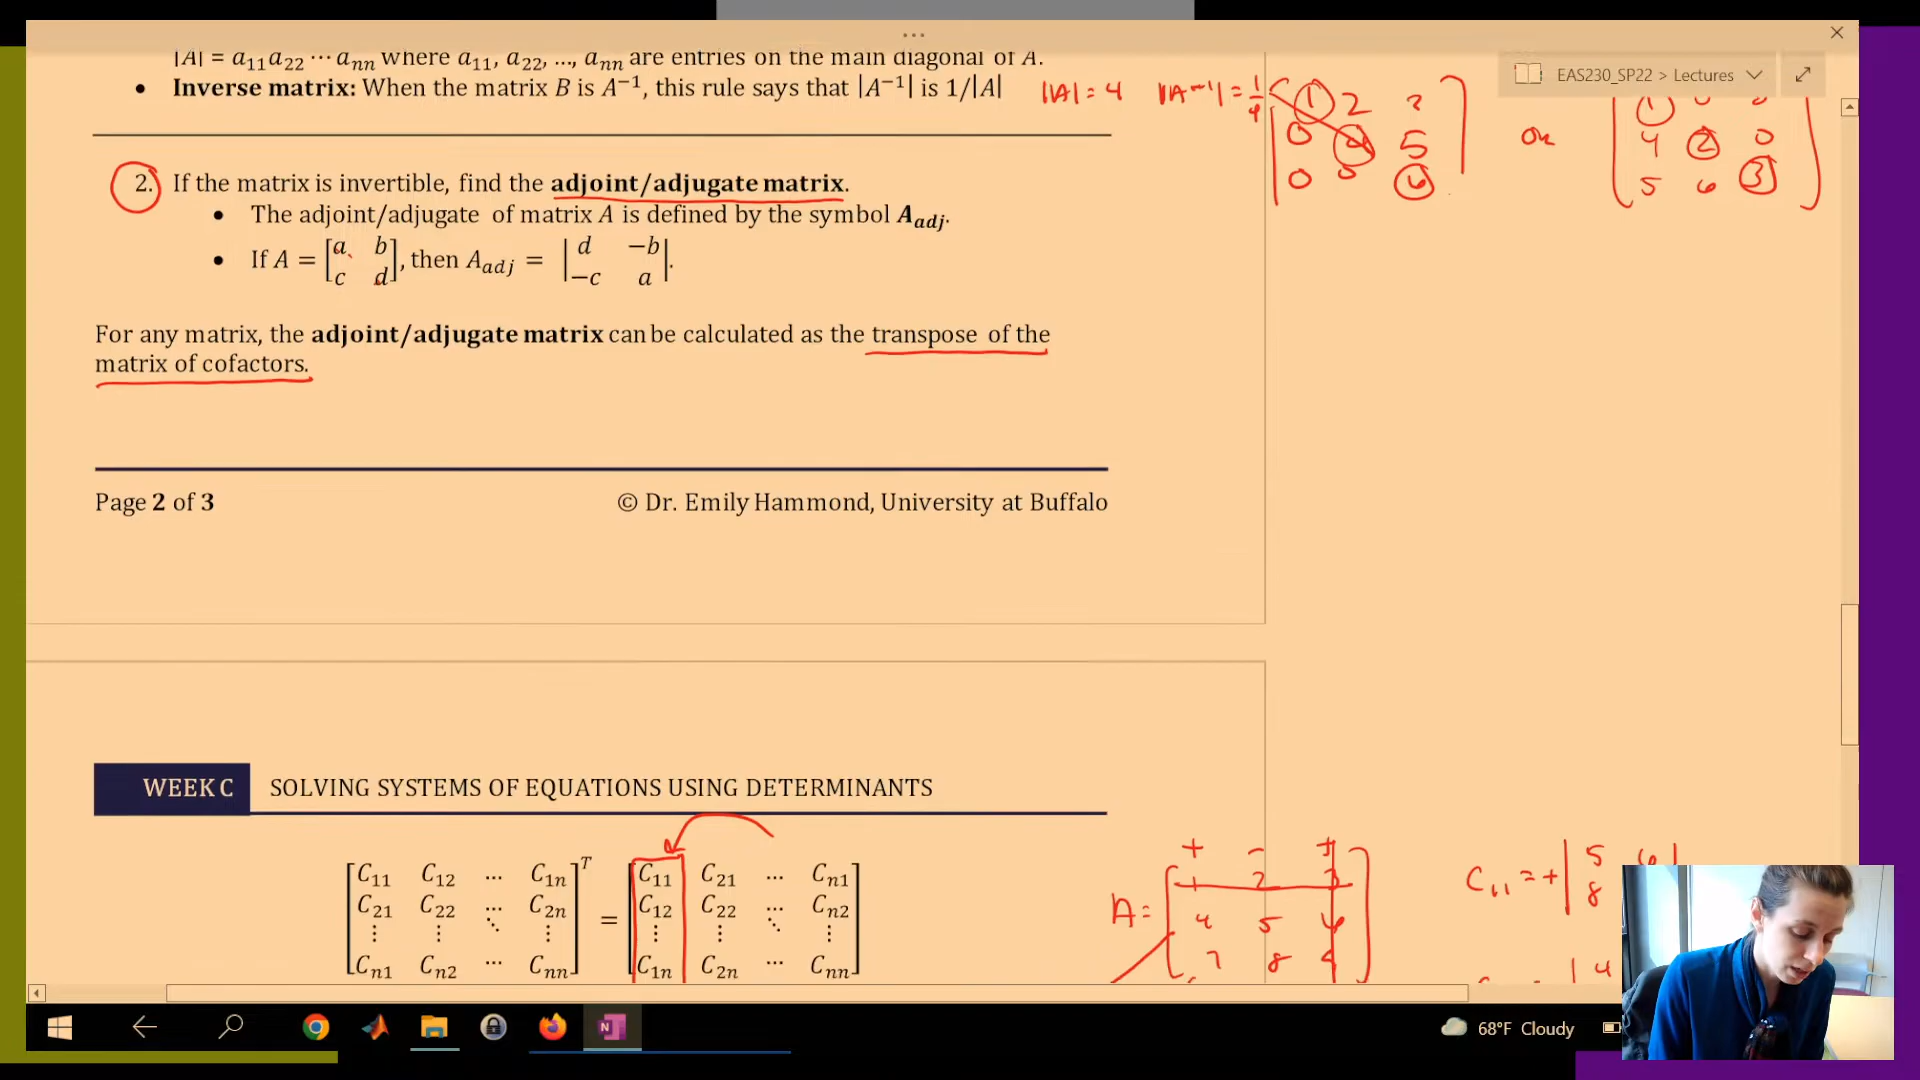 EAS230_SP22 > Lectures
|A| = a₁₁a₂₂ ⋯ aₙₙ where a₁₁, a₂₂, ..., aₙₙ are entries on the main diagonal of A.
• Inverse matrix: When the matrix B is A⁻¹, this rule says that |A⁻¹| is 1/|A|
|A| = 4 |A⁻¹| = 1/4
1 2 3
0 4 5
0 0 6
or
1 0 0
4 2 0
5 6 3
2. If the matrix is invertible, find the adjoint/adjugate matrix.
• The adjoint/adjugate of matrix A is defined by the symbol A_adj.
• If A = [a b
c d], then A_adj = |d −b
−c a|.
For any matrix, the adjoint/adjugate matrix can be calculated as the transpose of the
matrix of cofactors.
Page 2 of 3 © Dr. Emily Hammond, University at Buffalo
WEEK C SOLVING SYSTEMS OF EQUATIONS USING DETERMINANTS
[C₁₁ C₁₂ ⋯ C₁ₙ]ᵀ [C₁₁ C₂₁ ⋯ Cₙ₁]
C₂₁ C₂₂ ⋯ C₂ₙ = C₁₂ C₂₂ ⋯ Cₙ₂
⋮ ⋮ ⋱ ⋮ ⋮ ⋮ ⋱ ⋮
Cₙ₁ Cₙ₂ ⋯ Cₙₙ C₁ₙ C₂ₙ ⋯ Cₙₙ
+ − +
A = 1 2 3
4 5 6
7 8 9
C₁₁ = + | 5 6 |
8
| 4
68°F Cloudy